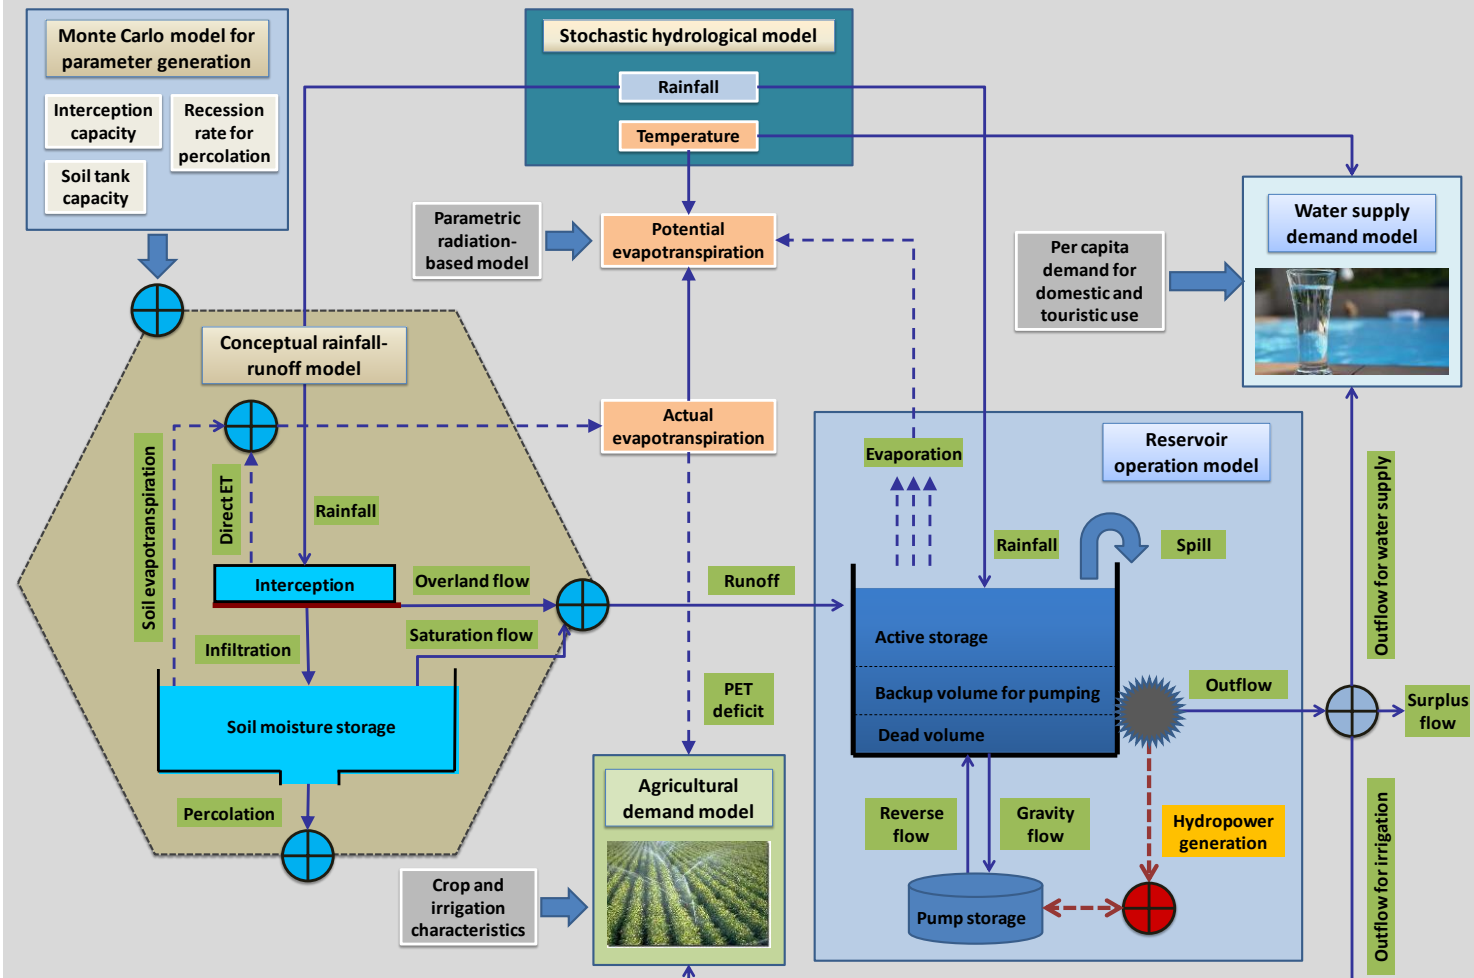 Monte Carlo model for
parameter generation
Interception
capacity
Recession
rate for
percolation
Soil tank
capacity
Stochastic hydrological model
Rainfall
Temperature
Parametric
radiation-
based model
Potential
evapotranspiration
Per capita
demand for
domestic and
touristic use
Water supply
demand model
Conceptual rainfall-
runoff model
Actual
evapotranspiration
Soil evapotranspiration
Direct ET
Rainfall
Interception
Overland flow
Saturation flow
Infiltration
Soil moisture storage
Percolation
Runoff
PET
deficit
Agricultural
demand model
Crop and
irrigation
characteristics
Reservoir
operation model
Evaporation
Rainfall
Spill
Active storage
Backup volume for pumping
Dead volume
Outflow
Reverse
flow
Gravity
flow
Hydropower
generation
Pump storage
Outflow for water supply
Surplus
flow
Outflow for irrigation